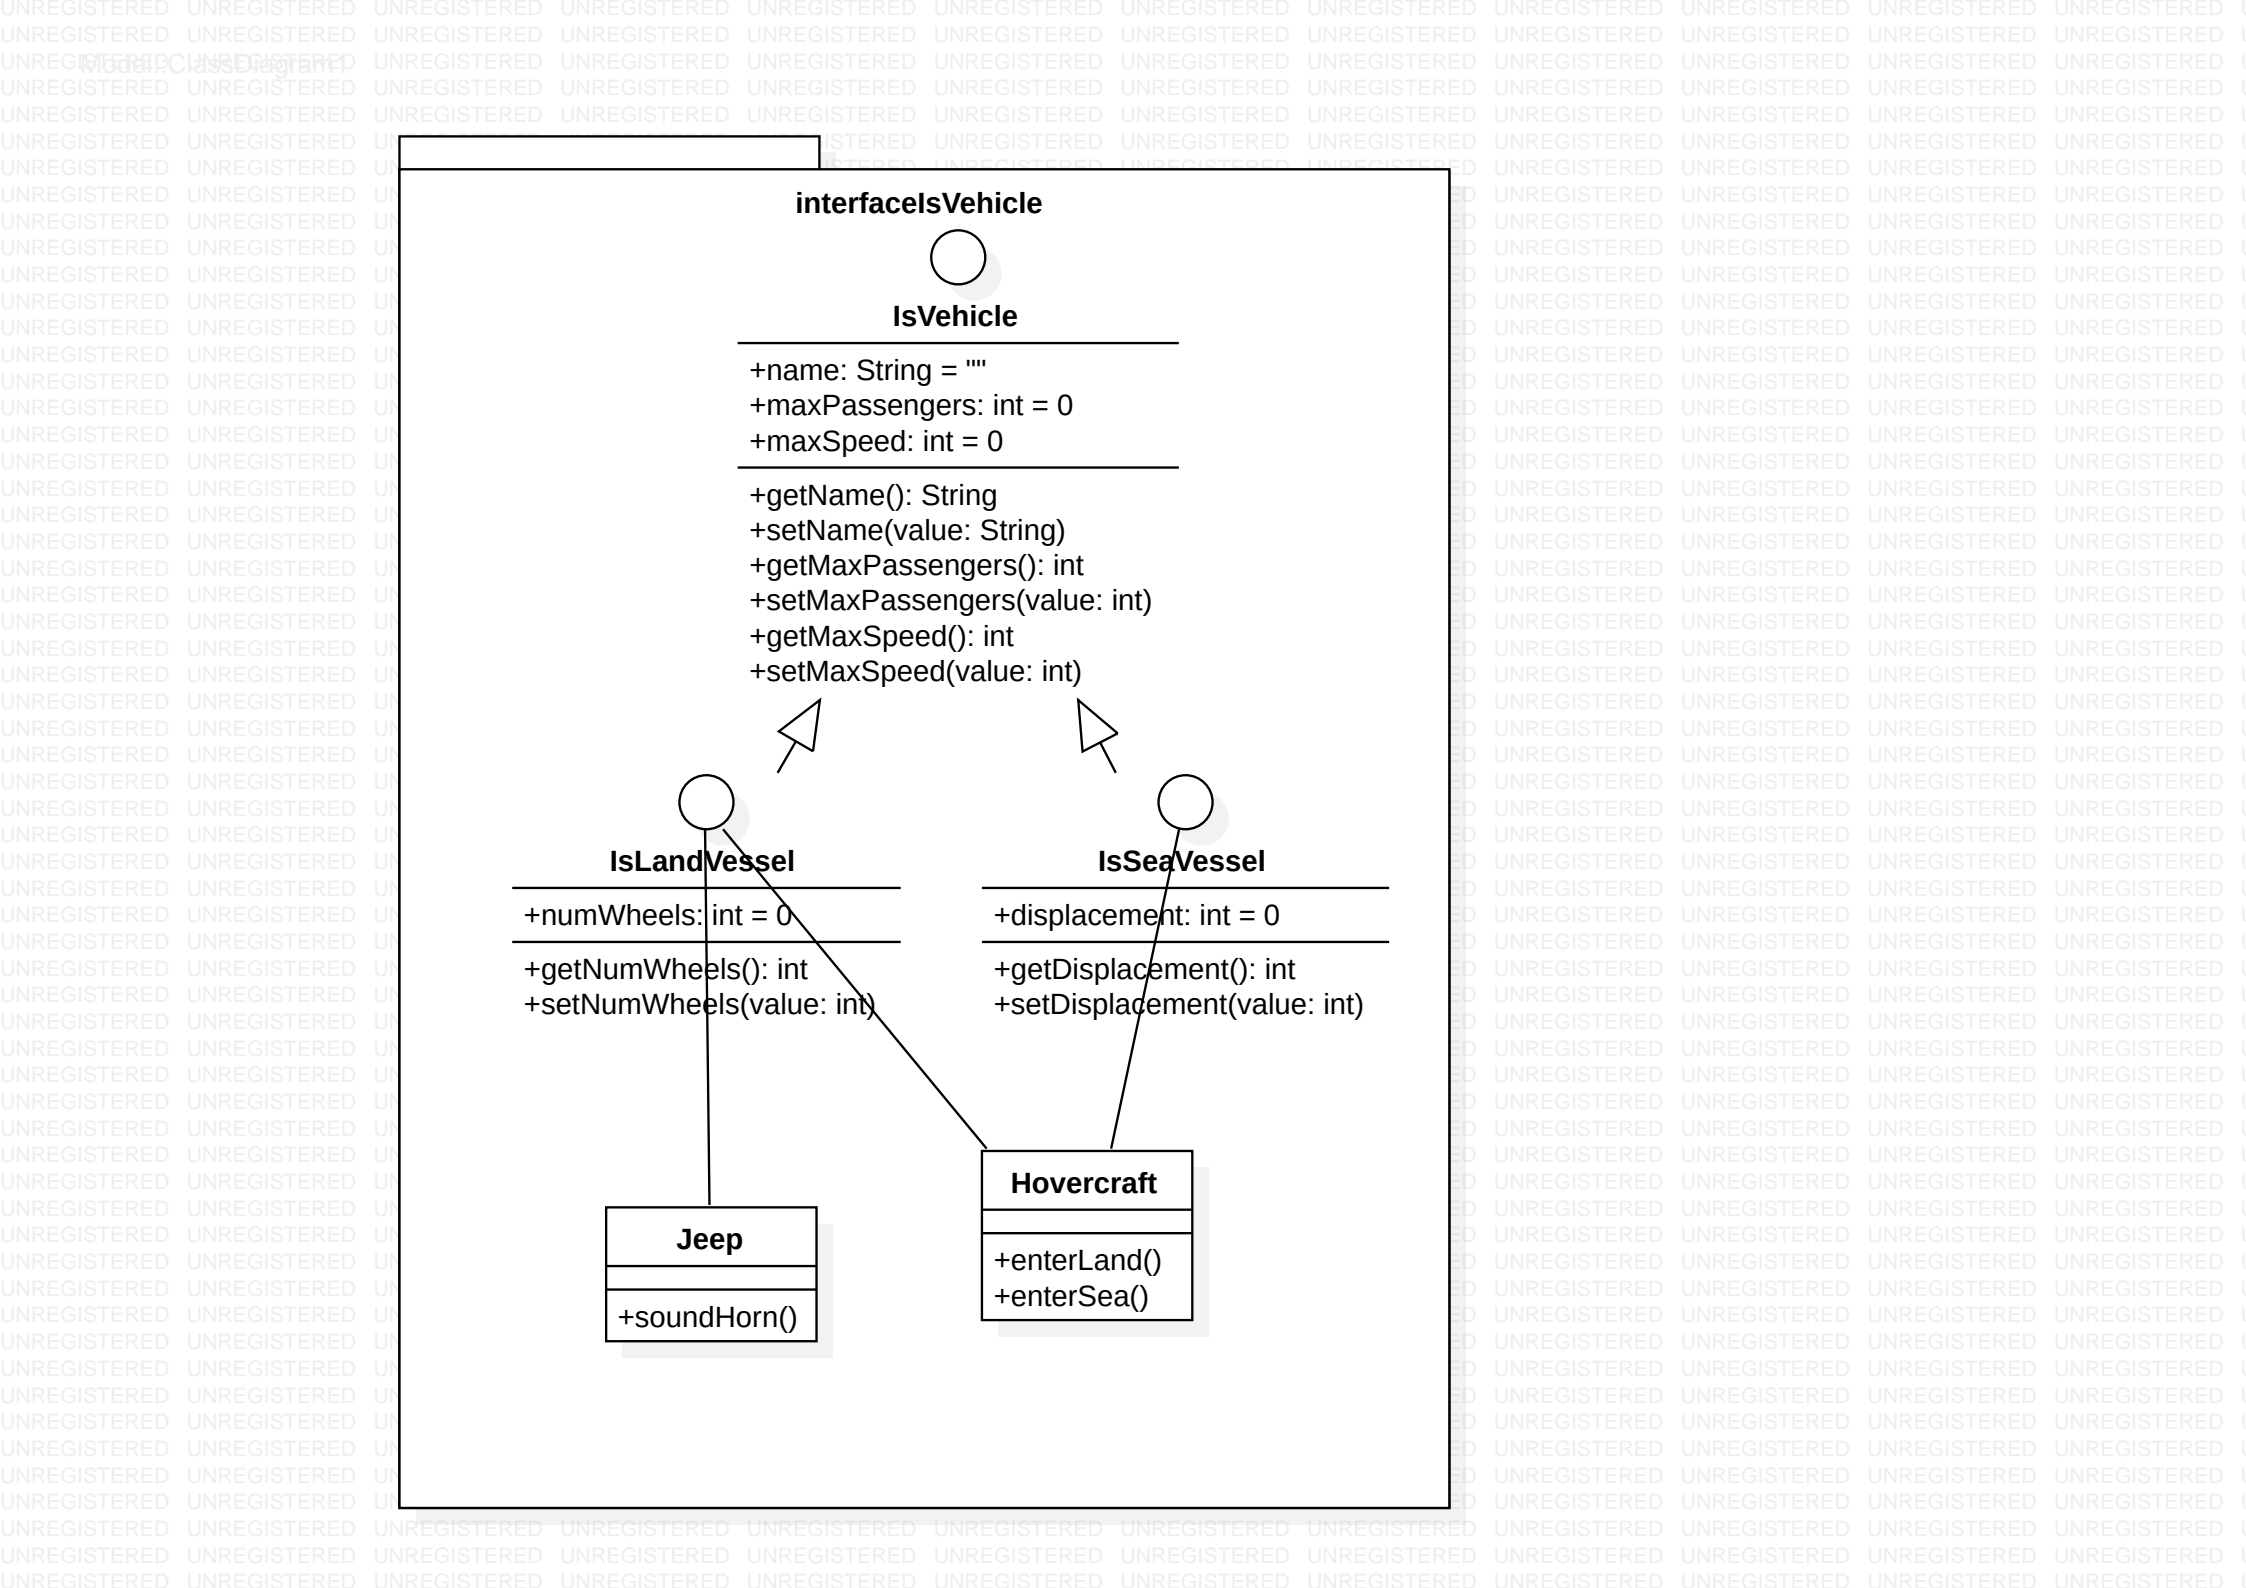 Model::ClassDiagram1
interfaceIsVehicle
IsVehicle
+name: String = ""
+maxPassengers: int = 0
+maxSpeed: int = 0
+getName(): String
+setName(value: String)
+getMaxPassengers(): int
+setMaxPassengers(value: int)
+getMaxSpeed(): int
+setMaxSpeed(value: int)
IsLandVessel
+numWheels: int = 0
+getNumWheels(): int
+setNumWheels(value: int)
IsSeaVessel
+displacement: int = 0
+getDisplacement(): int
+setDisplacement(value: int)
Jeep
+soundHorn()
Hovercraft
+enterLand()
+enterSea()
UNREGISTERED